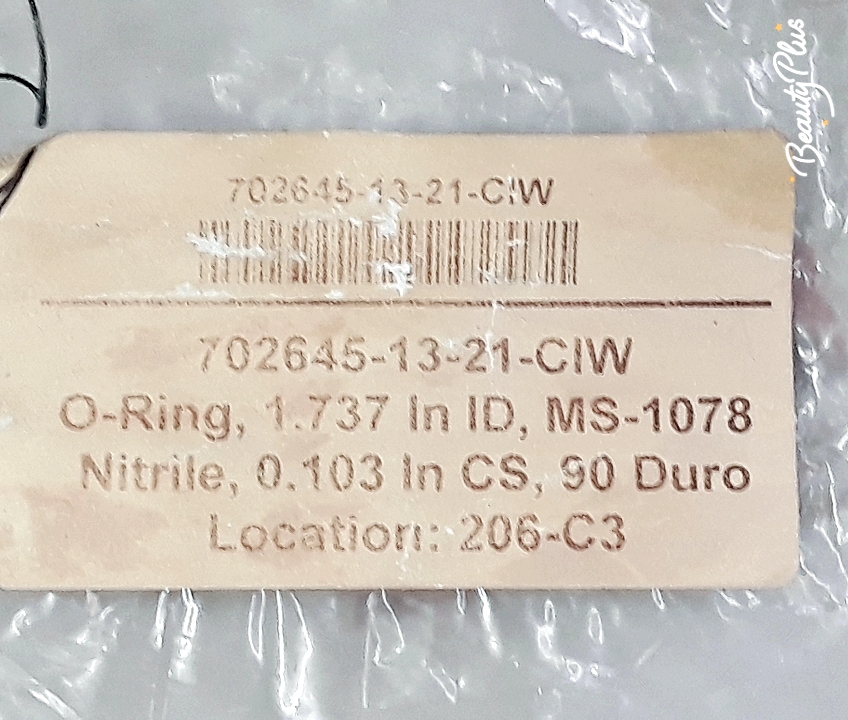 702645-13-21-CIW
702645-13-21-CIW
O-Ring, 1.737 In ID, MS-1078
Nitrile, 0.103 In CS, 90 Duro
Location: 206-C3
BeautyPlus